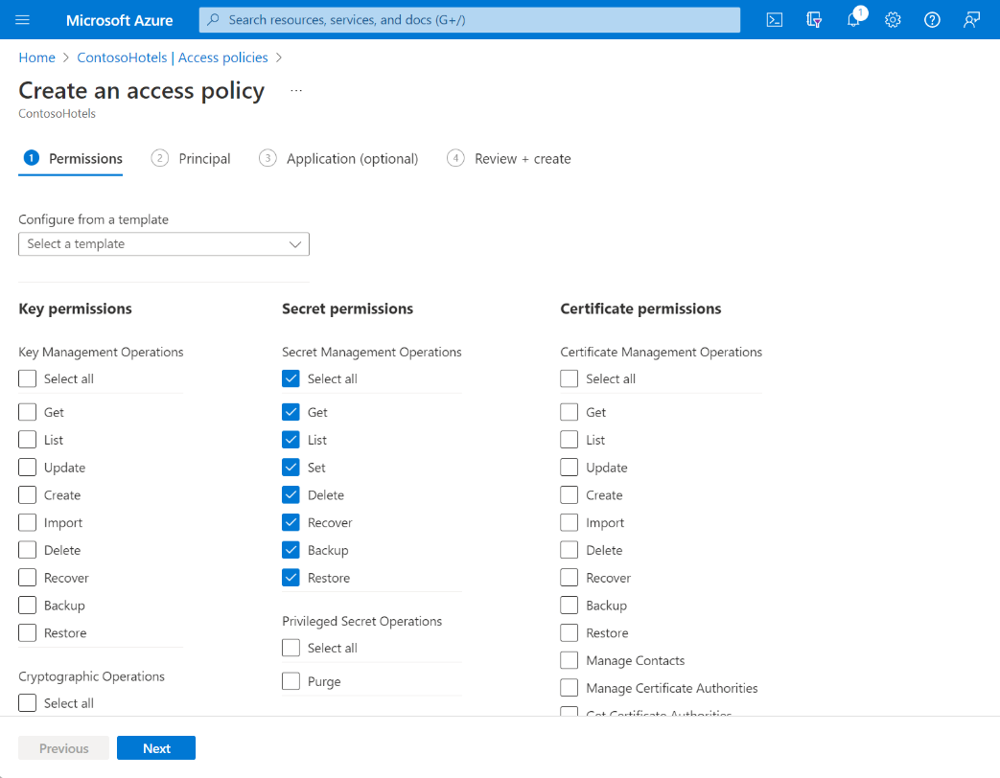 Microsoft Azure
Search resources, services, and docs (G+/)
1
Home > ContosoHotels | Access policies >
Create an access policy ...
ContosoHotels
1 Permissions
2 Principal
3 Application (optional)
4 Review + create
Configure from a template
Select a template
Key permissions
Key Management Operations
Select all
Get
List
Update
Create
Import
Delete
Recover
Backup
Restore
Cryptographic Operations
Select all
Secret permissions
Secret Management Operations
Select all
Get
List
Set
Delete
Recover
Backup
Restore
Privileged Secret Operations
Select all
Purge
Certificate permissions
Certificate Management Operations
Select all
Get
List
Update
Create
Import
Delete
Recover
Backup
Restore
Manage Contacts
Manage Certificate Authorities
Get Certificate Authorities
Previous
Next